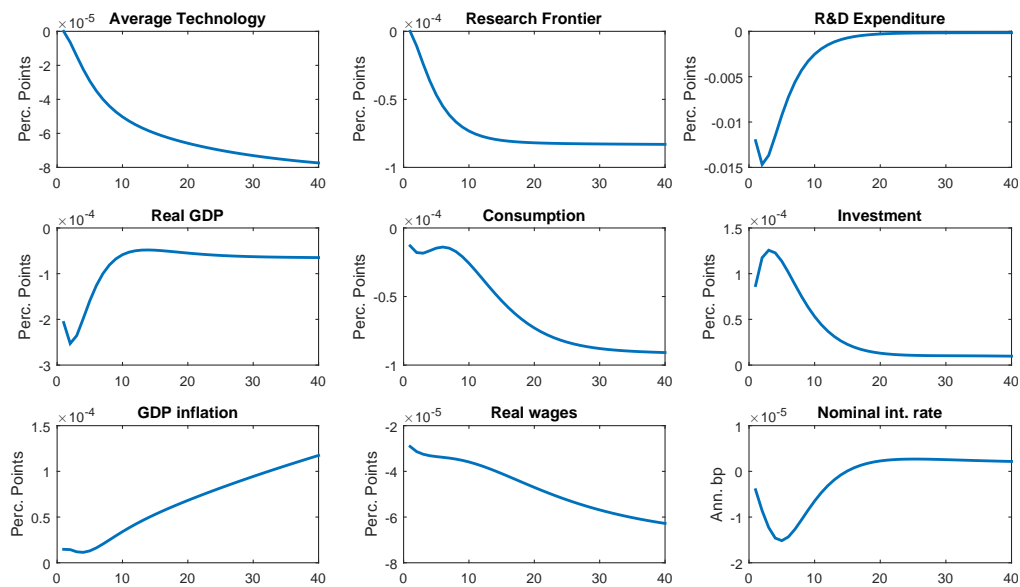 Average Technology
×10^-5
Perc. Points
0
-2
-4
-6
-8
0 10 20 30 40
Research Frontier
×10^-4
Perc. Points
0
-0.5
-1
0 10 20 30 40
R&D Expenditure
Perc. Points
0
-0.005
-0.01
-0.015
0 10 20 30 40
Real GDP
×10^-4
Perc. Points
0
-1
-2
-3
0 10 20 30 40
Consumption
×10^-4
Perc. Points
0
-0.5
-1
0 10 20 30 40
Investment
×10^-4
Perc. Points
1.5
1
0.5
0
0 10 20 30 40
GDP inflation
×10^-4
Perc. Points
1.5
1
0.5
0
0 10 20 30 40
Real wages
×10^-5
Perc. Points
-2
-4
-6
-8
0 10 20 30 40
Nominal int. rate
×10^-5
Ann. bp
1
0
-1
-2
0 10 20 30 40